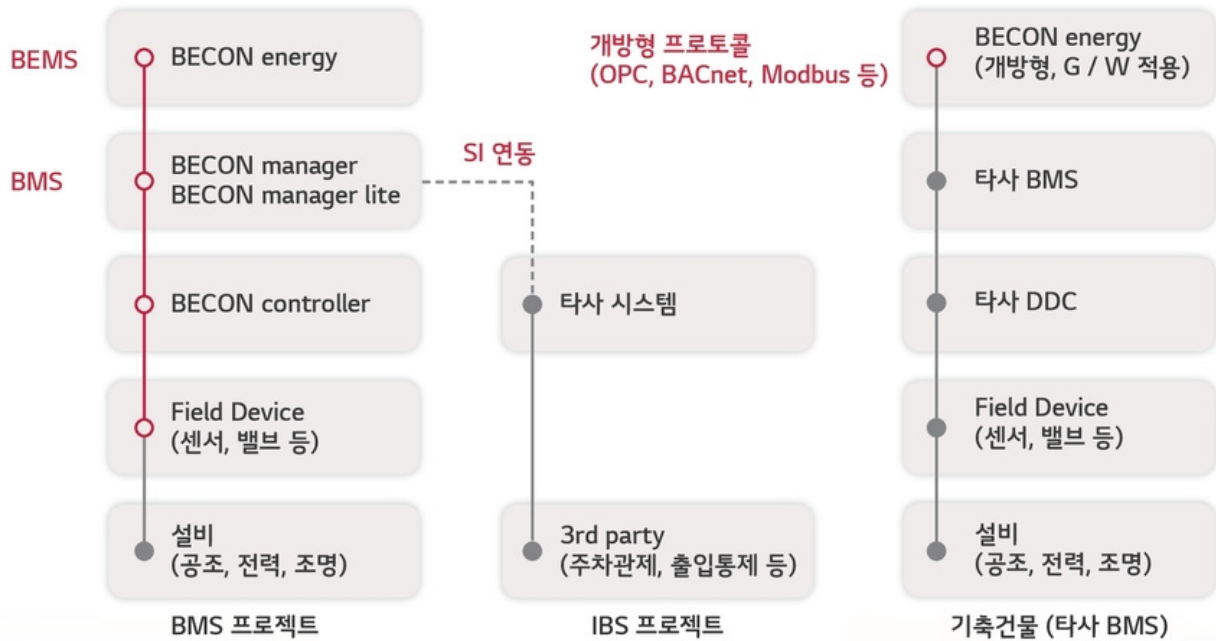 BEMS
BECON energy
BMS
BECON manager
BECON manager lite
BECON controller
Field Device
(센서, 밸브 등)
설비
(공조, 전력, 조명)
BMS 프로젝트
SI 연동
타사 시스템
3rd party
(주차관제, 출입통제 등)
IBS 프로젝트
개방형 프로토콜
(OPC, BACnet, Modbus 등)
BECON energy
(개방형, G / W 적용)
타사 BMS
타사 DDC
Field Device
(센서, 밸브 등)
설비
(공조, 전력, 조명)
기축건물 (타사 BMS)